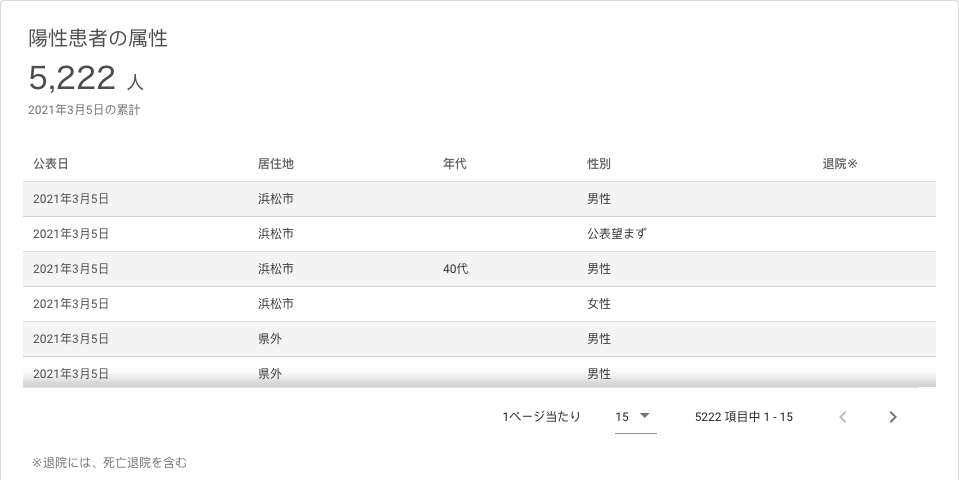 陽性患者の属性
5,222 人
2021年3月5日の累計
公表日 居住地 年代 性別 退院※
2021年3月5日 浜松市 男性
2021年3月5日 浜松市 公表望まず
2021年3月5日 浜松市 40代 男性
2021年3月5日 浜松市 女性
2021年3月5日 県外 男性
2021年3月5日 県外 男性
1ページ当たり 15 5222 項目中 1 - 15
※退院には、死亡退院を含む